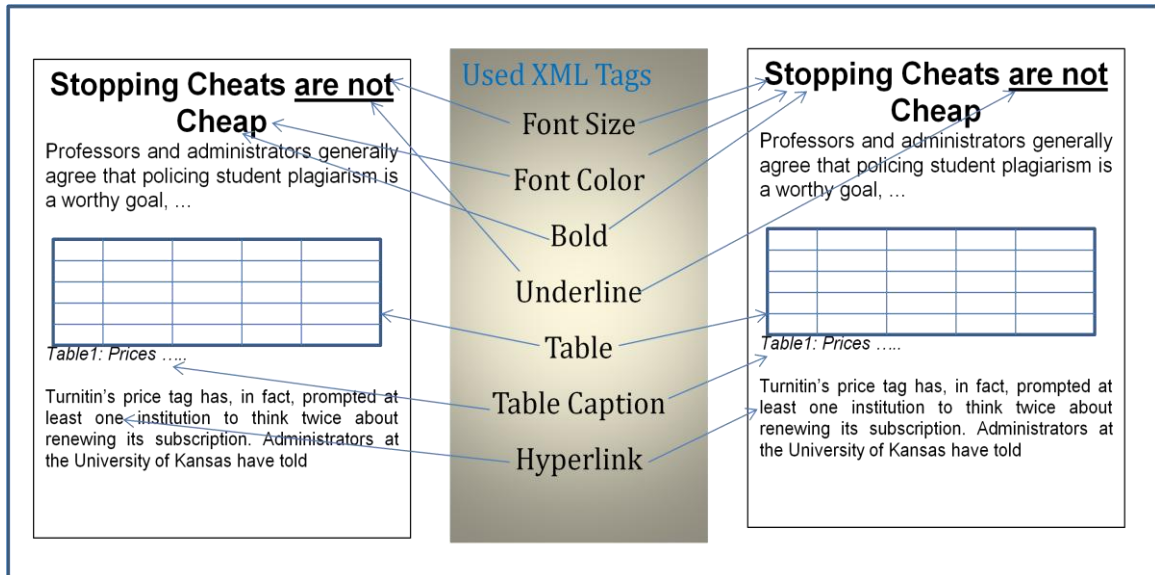 Stopping Cheats are not
Cheap
Professors and administrators generally
agree that policing student plagiarism is
a worthy goal, …
Table1: Prices …..
Turnitin’s price tag has, in fact, prompted at
least one institution to think twice about
renewing its subscription. Administrators at
the University of Kansas have told
Used XML Tags
Font Size
Font Color
Bold
Underline
Table
Table Caption
Hyperlink
Stopping Cheats are not
Cheap
Professors and administrators generally
agree that policing student plagiarism is
a worthy goal, …
Table1: Prices …..
Turnitin’s price tag has, in fact, prompted at
least one institution to think twice about
renewing its subscription. Administrators at
the University of Kansas have told